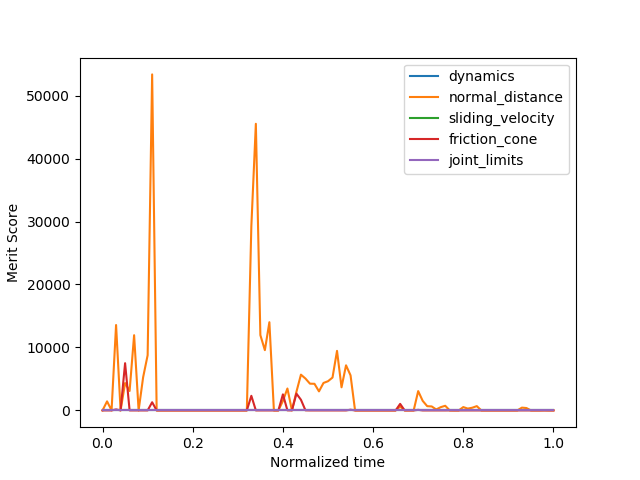 dynamics
normal_distance
sliding_velocity
friction_cone
joint_limits
Merit Score
50000
40000
30000
20000
10000
0
0.0 0.2 0.4 0.6 0.8 1.0
Normalized time